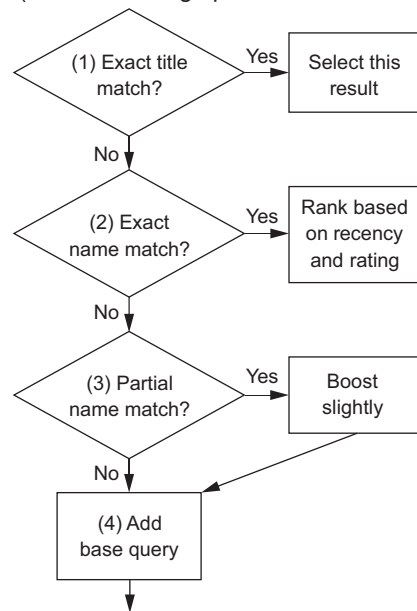 (1) Exact title
match?
Yes
Select this
result
No
(2) Exact
name match?
Yes
Rank based
on recency
and rating
No
(3) Partial
name match?
Yes
Boost
slightly
No
(4) Add
base query